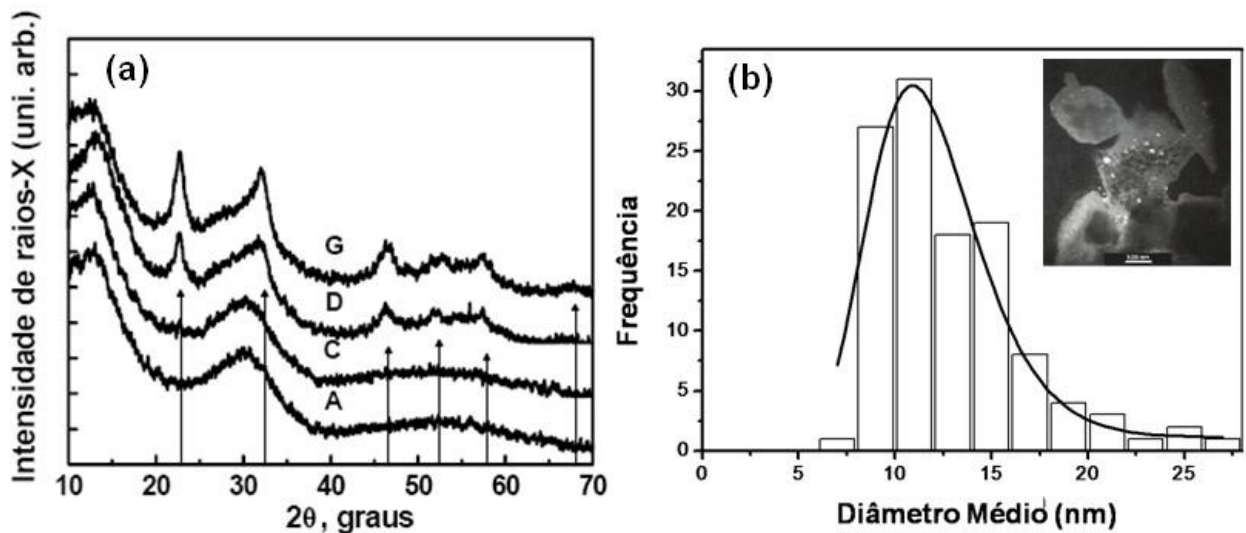 (a)
Intensidade de raios-X (uni. arb.)
G
D
C
A
10 20 30 40 50 60 70
2θ, graus
(b)
Frequência
30
25
20
15
10
5
0
0 5 10 15 20 25
Diâmetro Médio (nm)